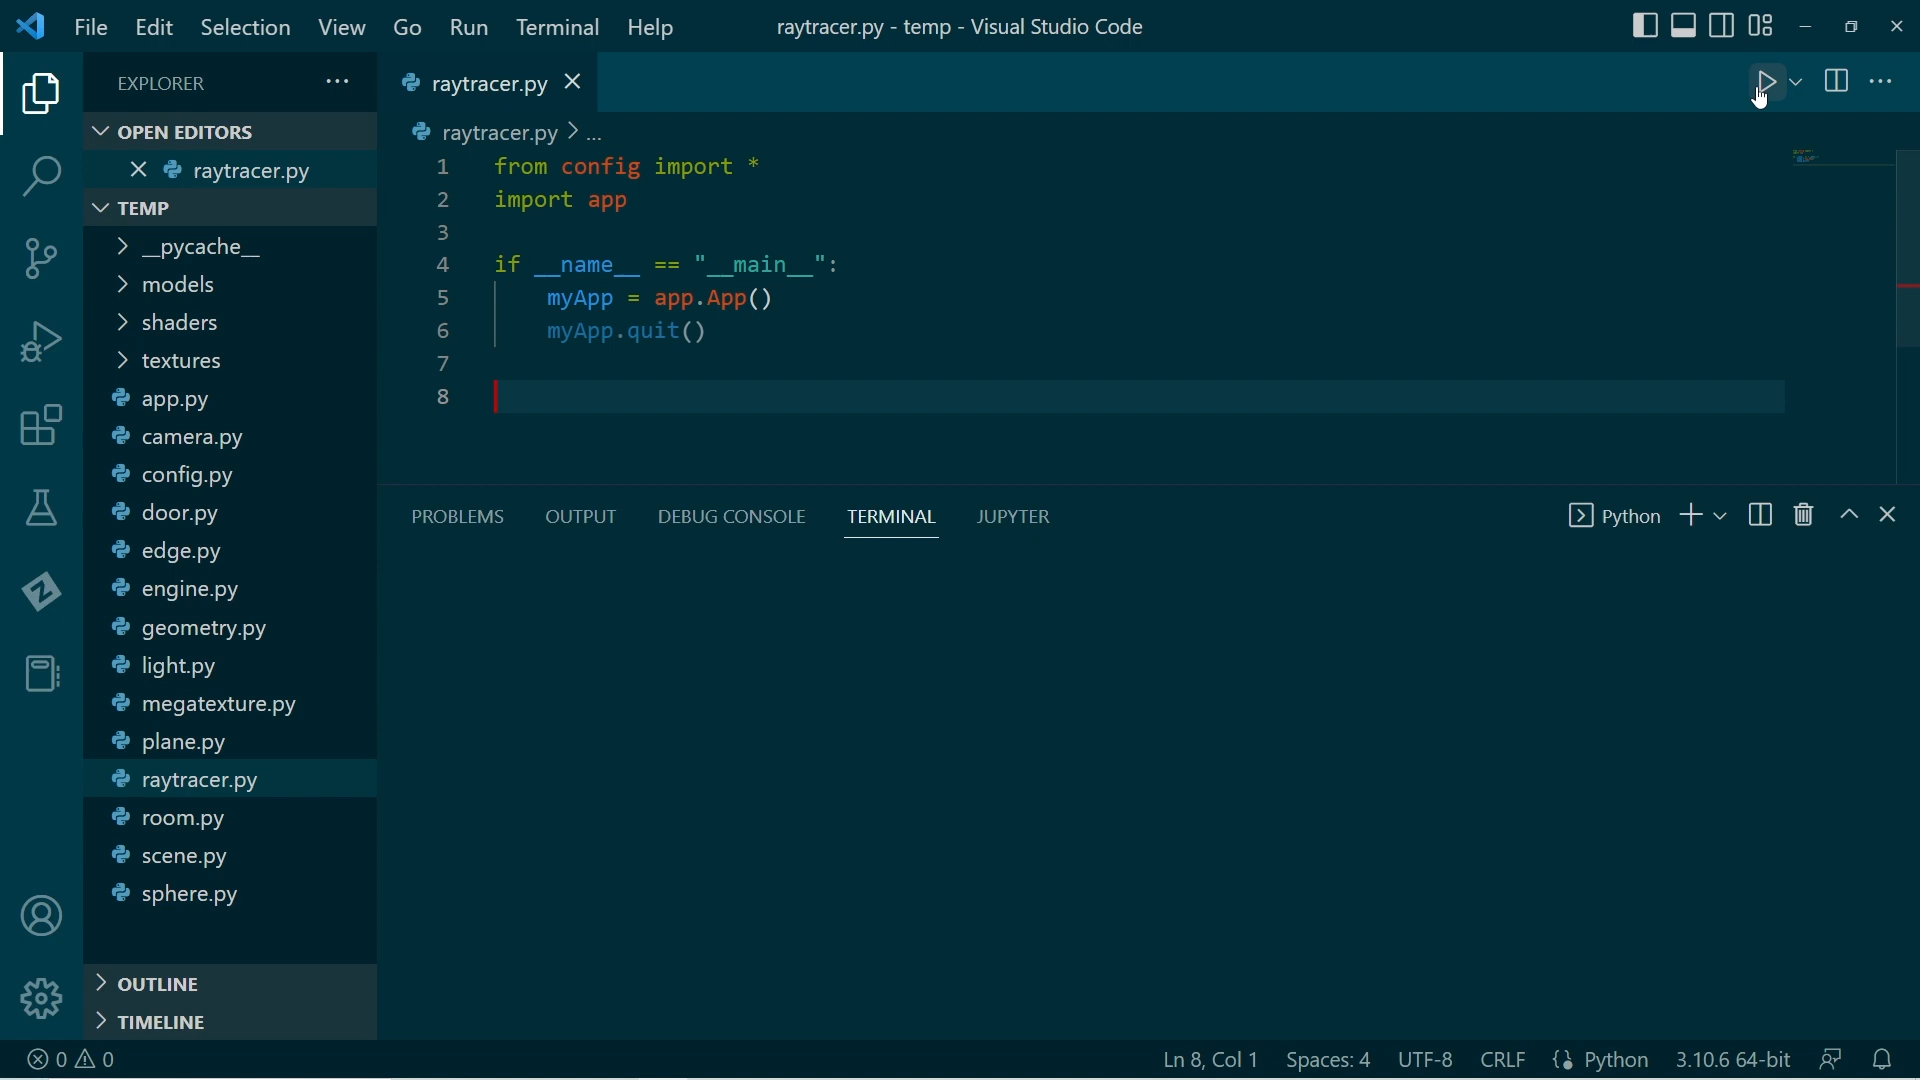 File Edit Selection View Go Run Terminal Help raytracer.py - temp - Visual Studio Code
EXPLORER
OPEN EDITORS
raytracer.py
TEMP
__pycache__
models
shaders
textures
app.py
camera.py
config.py
door.py
edge.py
engine.py
geometry.py
light.py
megatexture.py
plane.py
raytracer.py
room.py
scene.py
sphere.py
OUTLINE
TIMELINE
raytracer.py
raytracer.py > ...
1 from config import *
2 import app
3
4 if __name__ == "__main__":
5 myApp = app.App()
6 myApp.quit()
7
8
PROBLEMS OUTPUT DEBUG CONSOLE TERMINAL JUPYTER Python
0 0 Ln 8, Col 1 Spaces: 4 UTF-8 CRLF Python 3.10.6 64-bit